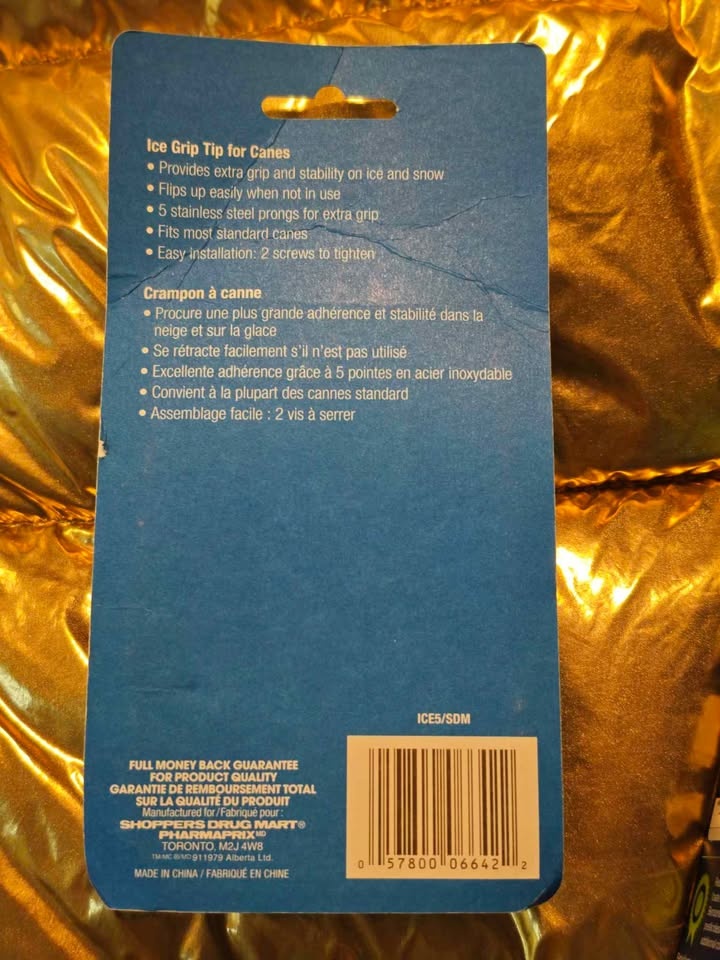 Ice Grip Tip for Canes
• Provides extra grip and stability on ice and snow
• Flips up easily when not in use
• 5 stainless steel prongs for extra grip
• Fits most standard canes
• Easy installation: 2 screws to tighten
Crampon à canne
• Procure une plus grande adhérence et stabilité dans la
neige et sur la glace
• Se rétracte facilement s'il n'est pas utilisé
• Excellente adhérence grâce à 5 pointes en acier inoxydable
• Convient à la plupart des cannes standard
• Assemblage facile : 2 vis à serrer
ICE5/SDM
FULL MONEY BACK GUARANTEE
FOR PRODUCT QUALITY
GARANTIE DE REMBOURSEMENT TOTAL
SUR LA QUALITÉ DU PRODUIT
Manufactured for/Fabriqué pour :
SHOPPERS DRUG MART®
PHARMAPRIX MD
TORONTO, M2J 4W8
TM/MC ®/MD 911979 Alberta Ltd.
MADE IN CHINA / FABRIQUÉ EN CHINE
0 57800 06642 2